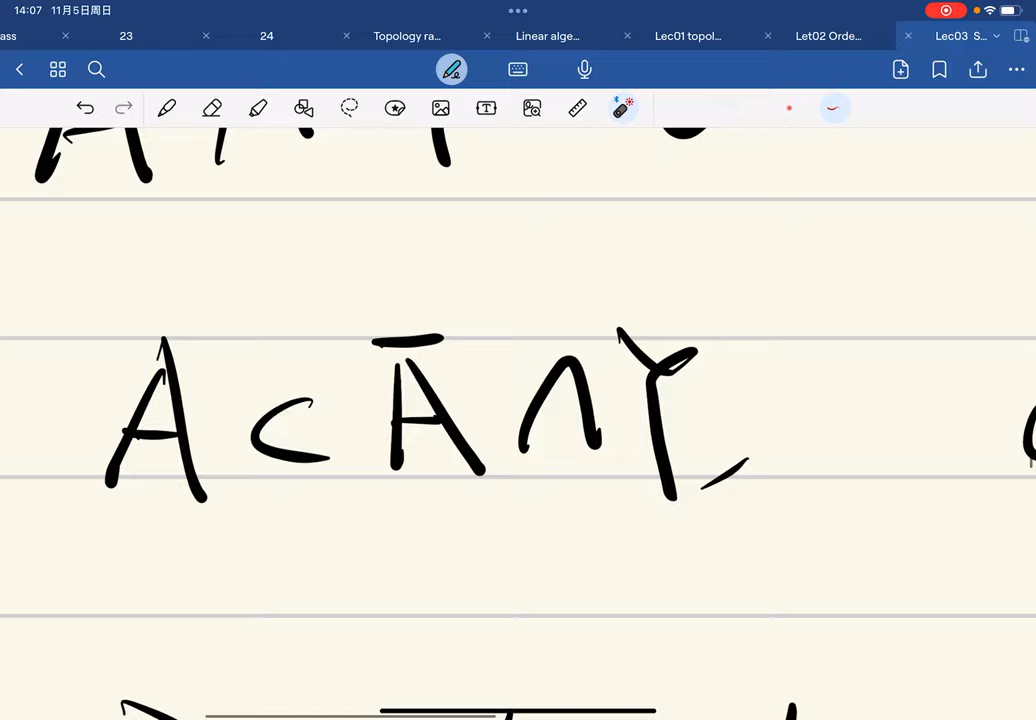 14:07 11月5日周日
ass 23 24 Topology ra... Linear alge... Lec01 topol... Let02 Orde... Lec03 S...
A ⊂ Ā ∩ Y,